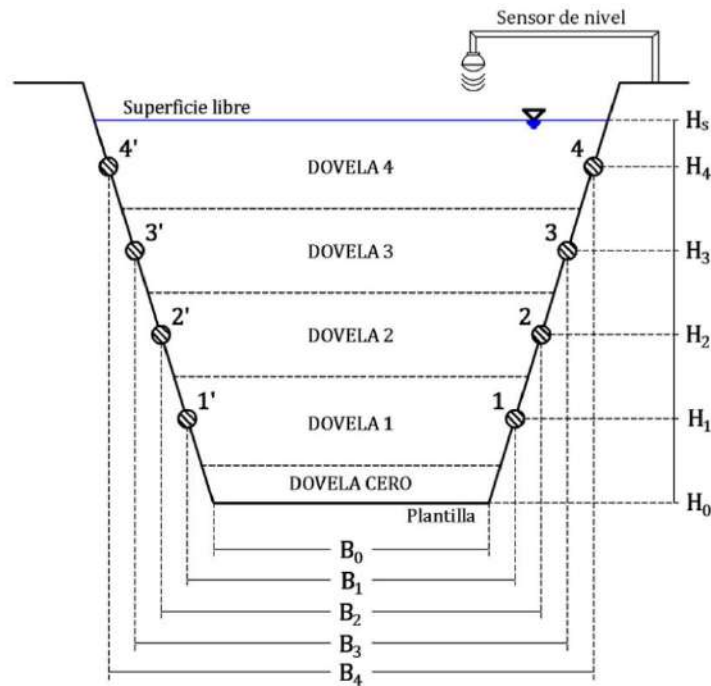 Sensor de nivel
Superficie libre
Hs
4' 4 H4
DOVELA 4
3' 3 H3
DOVELA 3
2' 2 H2
DOVELA 2
1' 1 H1
DOVELA 1
DOVELA CERO
H0
Plantilla
B0
B1
B2
B3
B4